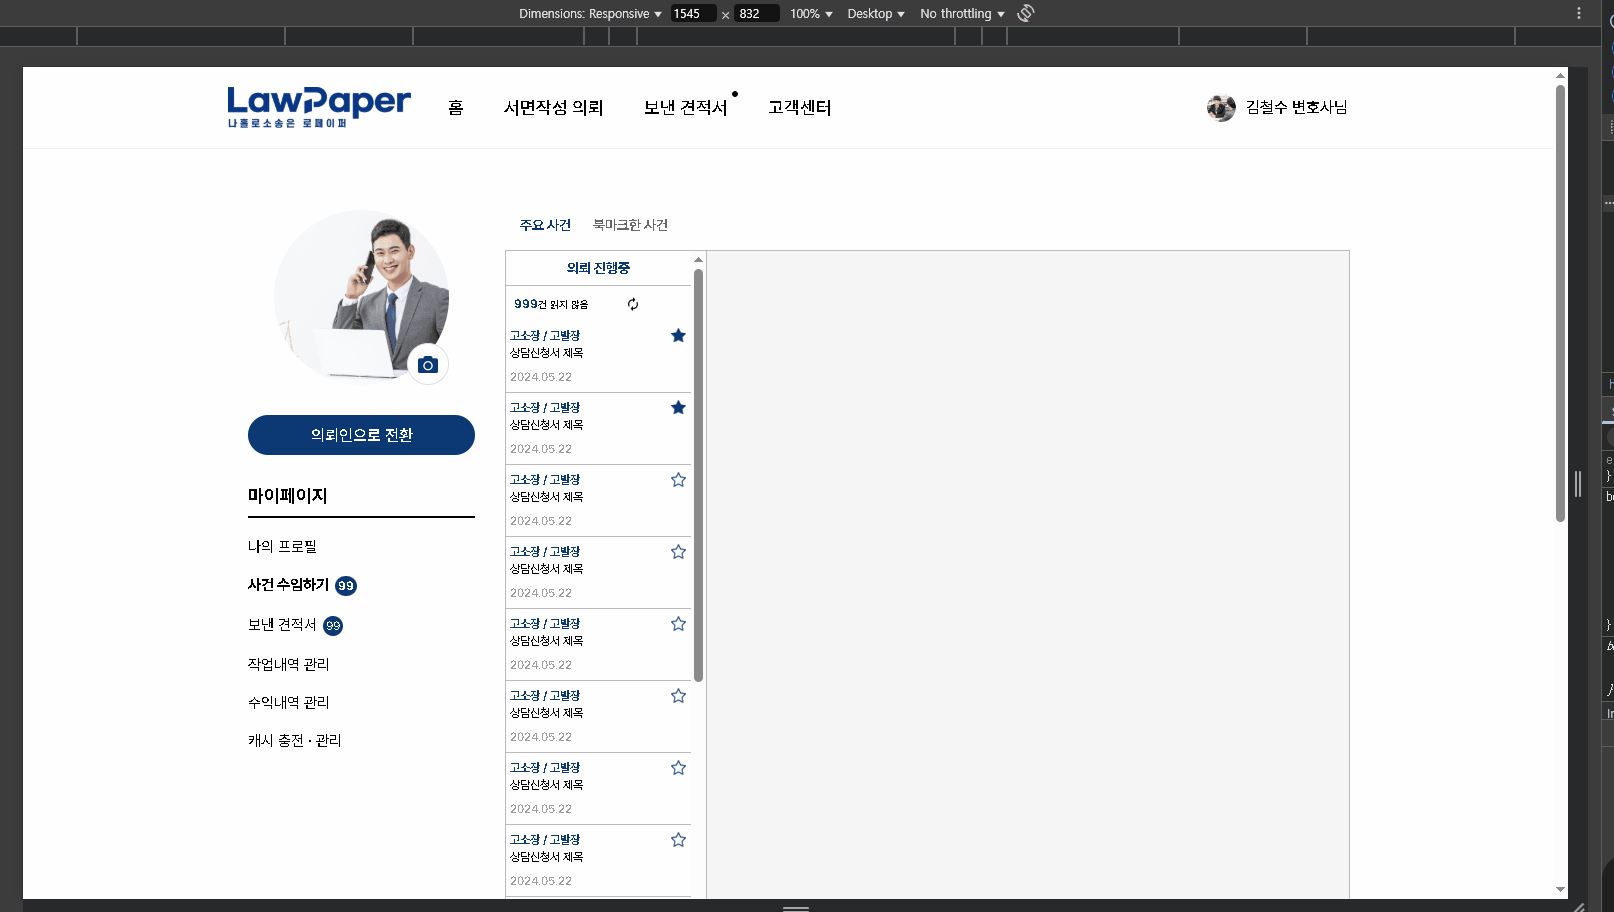 Dimensions: Responsive 1545 x 832 100% Desktop No throttling
LawPaper
나홀로소송은 로페이퍼
홈 서면작성 의뢰 보낸 견적서 고객센터
김철수 변호사님
의뢰인으로 전환
마이페이지
나의 프로필
사건 수임하기 99
보낸 견적서 99
작업내역 관리
수익내역 관리
캐시 충전 · 관리
주요 사건 북마크한 사건
의뢰 진행중
999건 읽지 않음
고소장 / 고발장
상담신청서 제목
2024.05.22
고소장 / 고발장
상담신청서 제목
2024.05.22
고소장 / 고발장
상담신청서 제목
2024.05.22
고소장 / 고발장
상담신청서 제목
2024.05.22
고소장 / 고발장
상담신청서 제목
2024.05.22
고소장 / 고발장
상담신청서 제목
2024.05.22
고소장 / 고발장
상담신청서 제목
2024.05.22
고소장 / 고발장
상담신청서 제목
2024.05.22